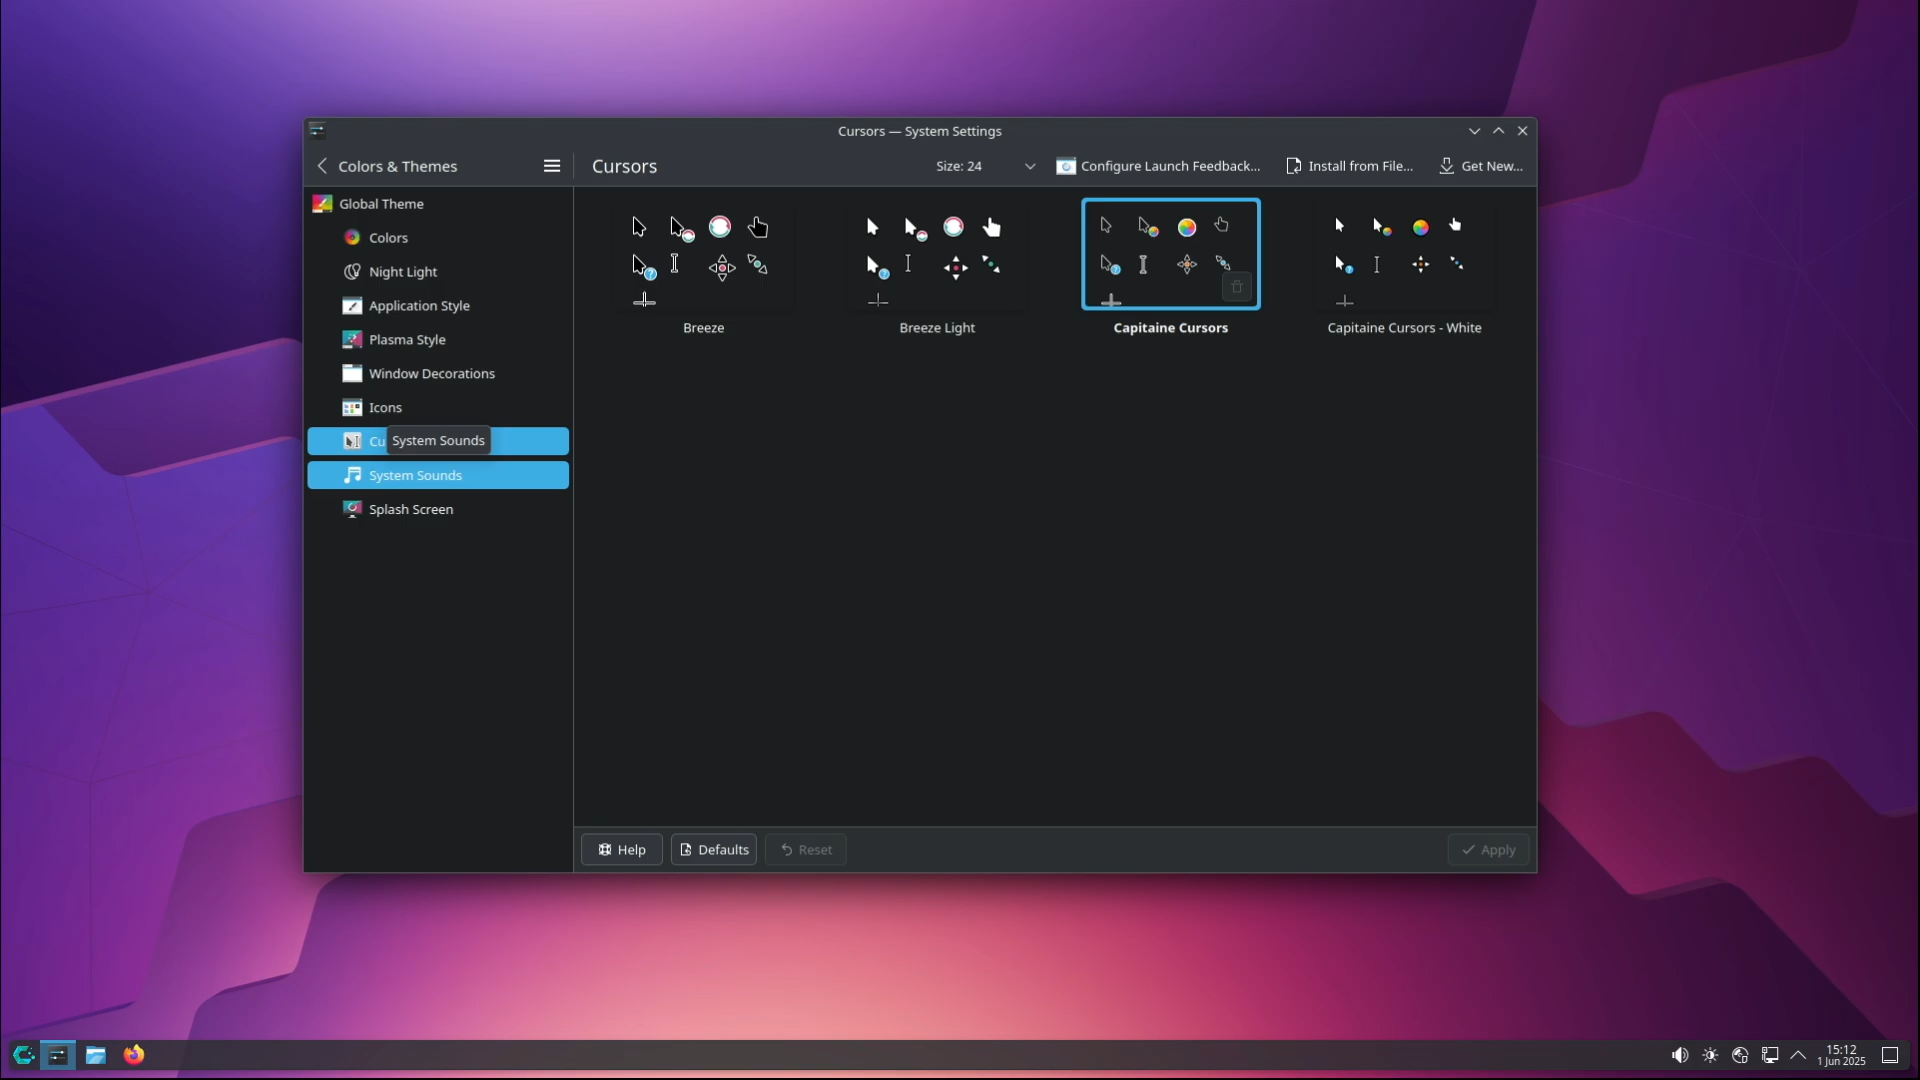 Cursors — System Settings
Colors & Themes
Cursors
Size: 24
Configure Launch Feedback...
Install from File...
Get New...
Global Theme
Colors
Night Light
Application Style
Plasma Style
Window Decorations
Icons
Cu
System Sounds
System Sounds
Splash Screen
Breeze
Breeze Light
Capitaine Cursors
Capitaine Cursors - White
Help
Defaults
Reset
Apply
15:12
1 Jun 2025